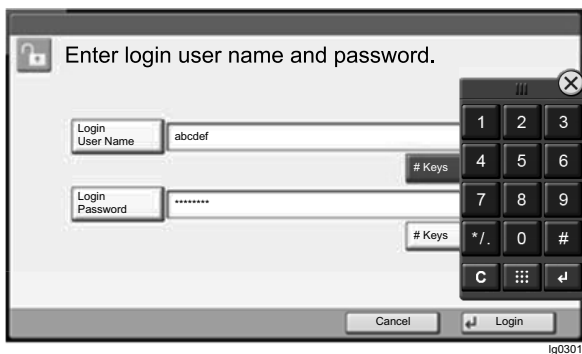 Enter login user name and password.
Login
User Name
abcdef
# Keys
Login
Password
********
# Keys
1 2 3
4 5 6
7 8 9
*/. 0 #
C
Cancel
Login
lg0301